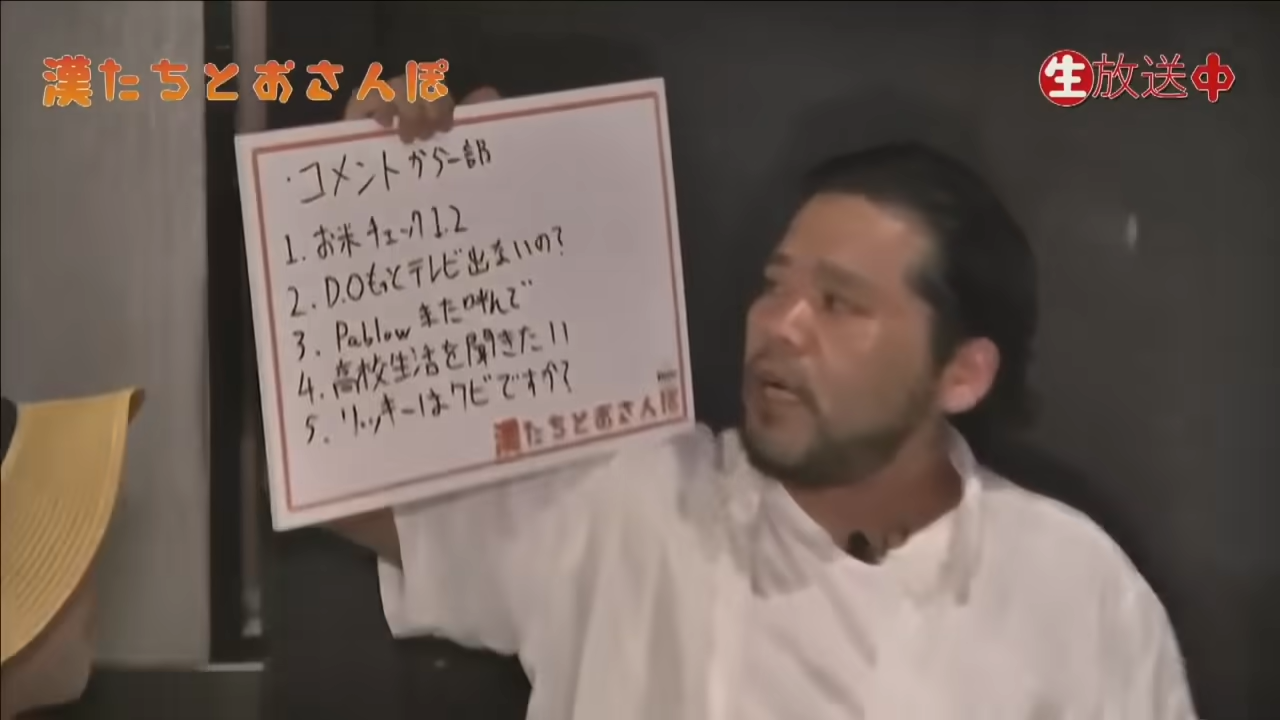 漢たちとおさんぽ
生放送中
・コメントから一部
1. お米チェック1.2
2. D.Oもっとテレビ出ないの?
3. Pablowまた呼んで
4. 高校生活を聞きたい
5. リッキーはクビですか?
漢たちとおさんぽ